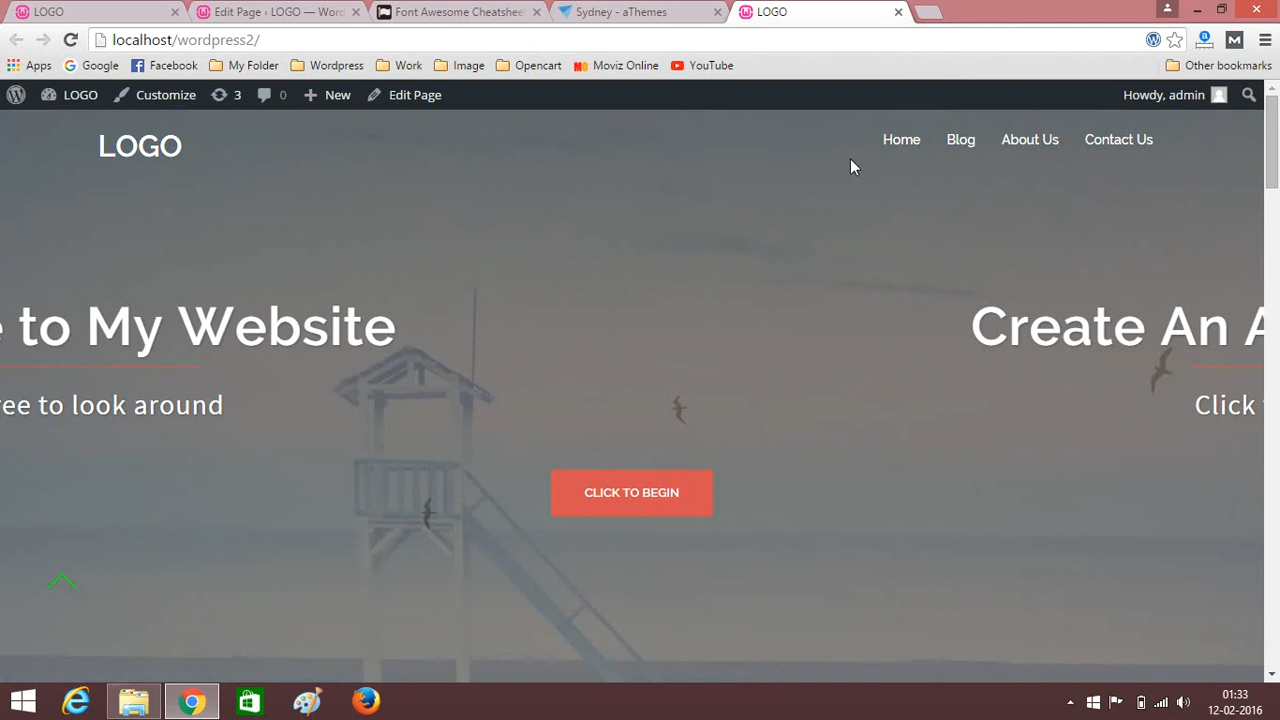 LOGO
Edit Page ‹ LOGO — Word
Font Awesome Cheatsheet
Sydney - aThemes
LOGO
localhost/wordpress2/
Apps
Google
Facebook
My Folder
Wordpress
Work
Image
Opencart
Moviz Online
YouTube
Other bookmarks
LOGO
Customize
3
0
New
Edit Page
Howdy, admin
LOGO
Home
Blog
About Us
Contact Us
e to My Website
Create An A
ree to look around
Click
CLICK TO BEGIN
01:33
12-02-2016